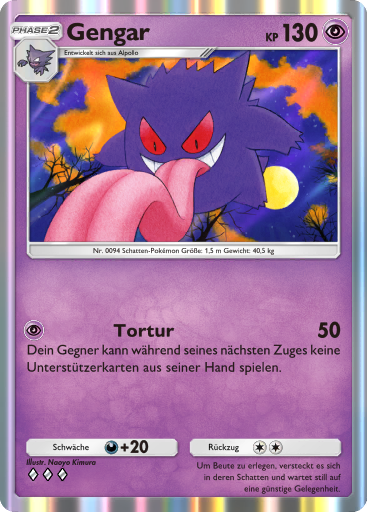 PHASE 2
Gengar
KP 130
Entwickelt sich aus Alpollo
Nr. 0094 Schatten-Pokémon Größe: 1,5 m Gewicht: 40,5 kg
Tortur 50
Dein Gegner kann während seines nächsten Zuges keine
Unterstützerkarten aus seiner Hand spielen.
Schwäche +20
Rückzug
Illustr. Naoyo Kimura
Um Beute zu erlegen, versteckt es sich
in deren Schatten und wartet still auf
eine günstige Gelegenheit.